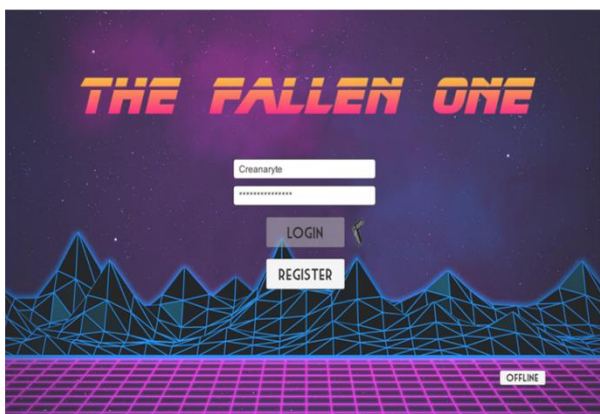 THE FALLEN ONE
Creanaryte
***************
LOGIN
REGISTER
OFFLINE